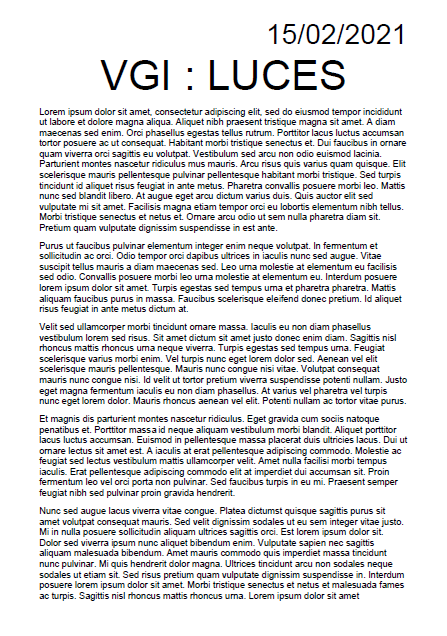 15/02/2021
VGI : LUCES
Lorem ipsum dolor sit amet, consectetur adipiscing elit, sed do eiusmod tempor incididunt
ut labore et dolore magna aliqua. Aliquet nibh praesent tristique magna sit amet. A diam
maecenas sed enim. Orci phasellus egestas tellus rutrum. Porttitor lacus luctus accumsan
tortor posuere ac ut consequat. Habitant morbi tristique senectus et. Dui faucibus in ornare
quam viverra orci sagittis eu volutpat. Vestibulum sed arcu non odio euismod lacinia.
Parturient montes nascetur ridiculus mus mauris. Arcu risus quis varius quam quisque. Elit
scelerisque mauris pellentesque pulvinar pellentesque habitant morbi tristique. Sed turpis
tincidunt id aliquet risus feugiat in ante metus. Pharetra convallis posuere morbi leo. Mattis
nunc sed blandit libero. At augue eget arcu dictum varius duis. Quis auctor elit sed
vulputate mi sit amet. Facilisis magna etiam tempor orci eu lobortis elementum nibh tellus.
Morbi tristique senectus et netus et. Ornare arcu odio ut sem nulla pharetra diam sit.
Pretium quam vulputate dignissim suspendisse in est ante.
Purus ut faucibus pulvinar elementum integer enim neque volutpat. In fermentum et
sollicitudin ac orci. Odio tempor orci dapibus ultrices in iaculis nunc sed augue. Vitae
suscipit tellus mauris a diam maecenas sed. Leo urna molestie at elementum eu facilisis
sed odio. Convallis posuere morbi leo urna molestie at elementum eu. Interdum posuere
lorem ipsum dolor sit amet. Turpis egestas sed tempus urna et pharetra pharetra. Mattis
aliquam faucibus purus in massa. Faucibus scelerisque eleifend donec pretium. Id aliquet
risus feugiat in ante metus dictum at.
Velit sed ullamcorper morbi tincidunt ornare massa. Iaculis eu non diam phasellus
vestibulum lorem sed risus. Sit amet dictum sit amet justo donec enim diam. Sagittis nisl
rhoncus mattis rhoncus urna neque viverra. Turpis egestas sed tempus urna. Feugiat
scelerisque varius morbi enim. Vel turpis nunc eget lorem dolor sed. Aenean vel elit
scelerisque mauris pellentesque. Mauris nunc congue nisi vitae. Volutpat consequat
mauris nunc congue nisi. Id velit ut tortor pretium viverra suspendisse potenti nullam. Justo
eget magna fermentum iaculis eu non diam phasellus. At varius vel pharetra vel turpis
nunc eget lorem dolor. Mauris rhoncus aenean vel elit. Potenti nullam ac tortor vitae purus.
Et magnis dis parturient montes nascetur ridiculus. Eget gravida cum sociis natoque
penatibus et. Porttitor massa id neque aliquam vestibulum morbi blandit. Aliquet porttitor
lacus luctus accumsan. Euismod in pellentesque massa placerat duis ultricies lacus. Dui ut
ornare lectus sit amet est. A iaculis at erat pellentesque adipiscing commodo. Molestie ac
feugiat sed lectus vestibulum mattis ullamcorper velit. Amet nulla facilisi morbi tempus
iaculis. Erat pellentesque adipiscing commodo elit at imperdiet dui accumsan sit. Proin
fermentum leo vel orci porta non pulvinar. Sed faucibus turpis in eu mi. Praesent semper
feugiat nibh sed pulvinar proin gravida hendrerit.
Nunc sed augue lacus viverra vitae congue. Platea dictumst quisque sagittis purus sit
amet volutpat consequat mauris. Sed velit dignissim sodales ut eu sem integer vitae justo.
Mi in nulla posuere sollicitudin aliquam ultrices sagittis orci. Est lorem ipsum dolor sit.
Dolor sed viverra ipsum nunc aliquet bibendum enim. Vulputate sapien nec sagittis
aliquam malesuada bibendum. Amet mauris commodo quis imperdiet massa tincidunt
nunc pulvinar. Mi quis hendrerit dolor magna. Ultrices tincidunt arcu non sodales neque
sodales ut etiam sit. Sed risus pretium quam vulputate dignissim suspendisse in. Interdum
posuere lorem ipsum dolor sit amet. Morbi tristique senectus et netus et malesuada fames
ac turpis. Sagittis nisl rhoncus mattis rhoncus urna. Lorem ipsum dolor sit amet